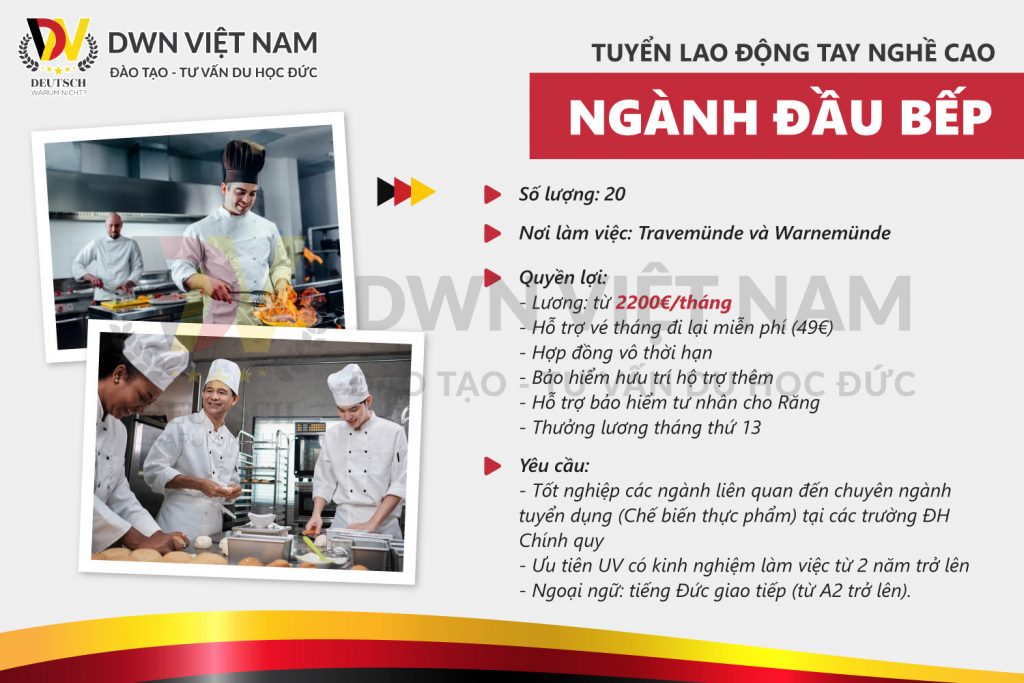 DWN VIỆT NAM
ĐÀO TẠO - TƯ VẤN DU HỌC ĐỨC
DV
DEUTSCH
WARUM NICHT?
TUYỂN LAO ĐỘNG TAY NGHỀ CAO
NGÀNH ĐẦU BẾP
Số lượng: 20
Nơi làm việc: Travemünde và Warnemünde
Quyền lợi:
- Lương: từ 2200€/tháng
- Hỗ trợ vé tháng đi lại miễn phí (49€)
- Hợp đồng vô thời hạn
- Bảo hiểm hưu trí hộ trợ thêm
- Hỗ trợ bảo hiểm tư nhân cho Răng
- Thưởng lương tháng thứ 13
Yêu cầu:
- Tốt nghiệp các ngành liên quan đến chuyên ngành
tuyển dụng (Chế biến thực phẩm) tại các trường ĐH
Chính quy
- Ưu tiên UV có kinh nghiệm làm việc từ 2 năm trở lên
- Ngoại ngữ: tiếng Đức giao tiếp (từ A2 trở lên).
DWN VIỆT NAM
ĐÀO TẠO - TƯ VẤN DU HỌC ĐỨC